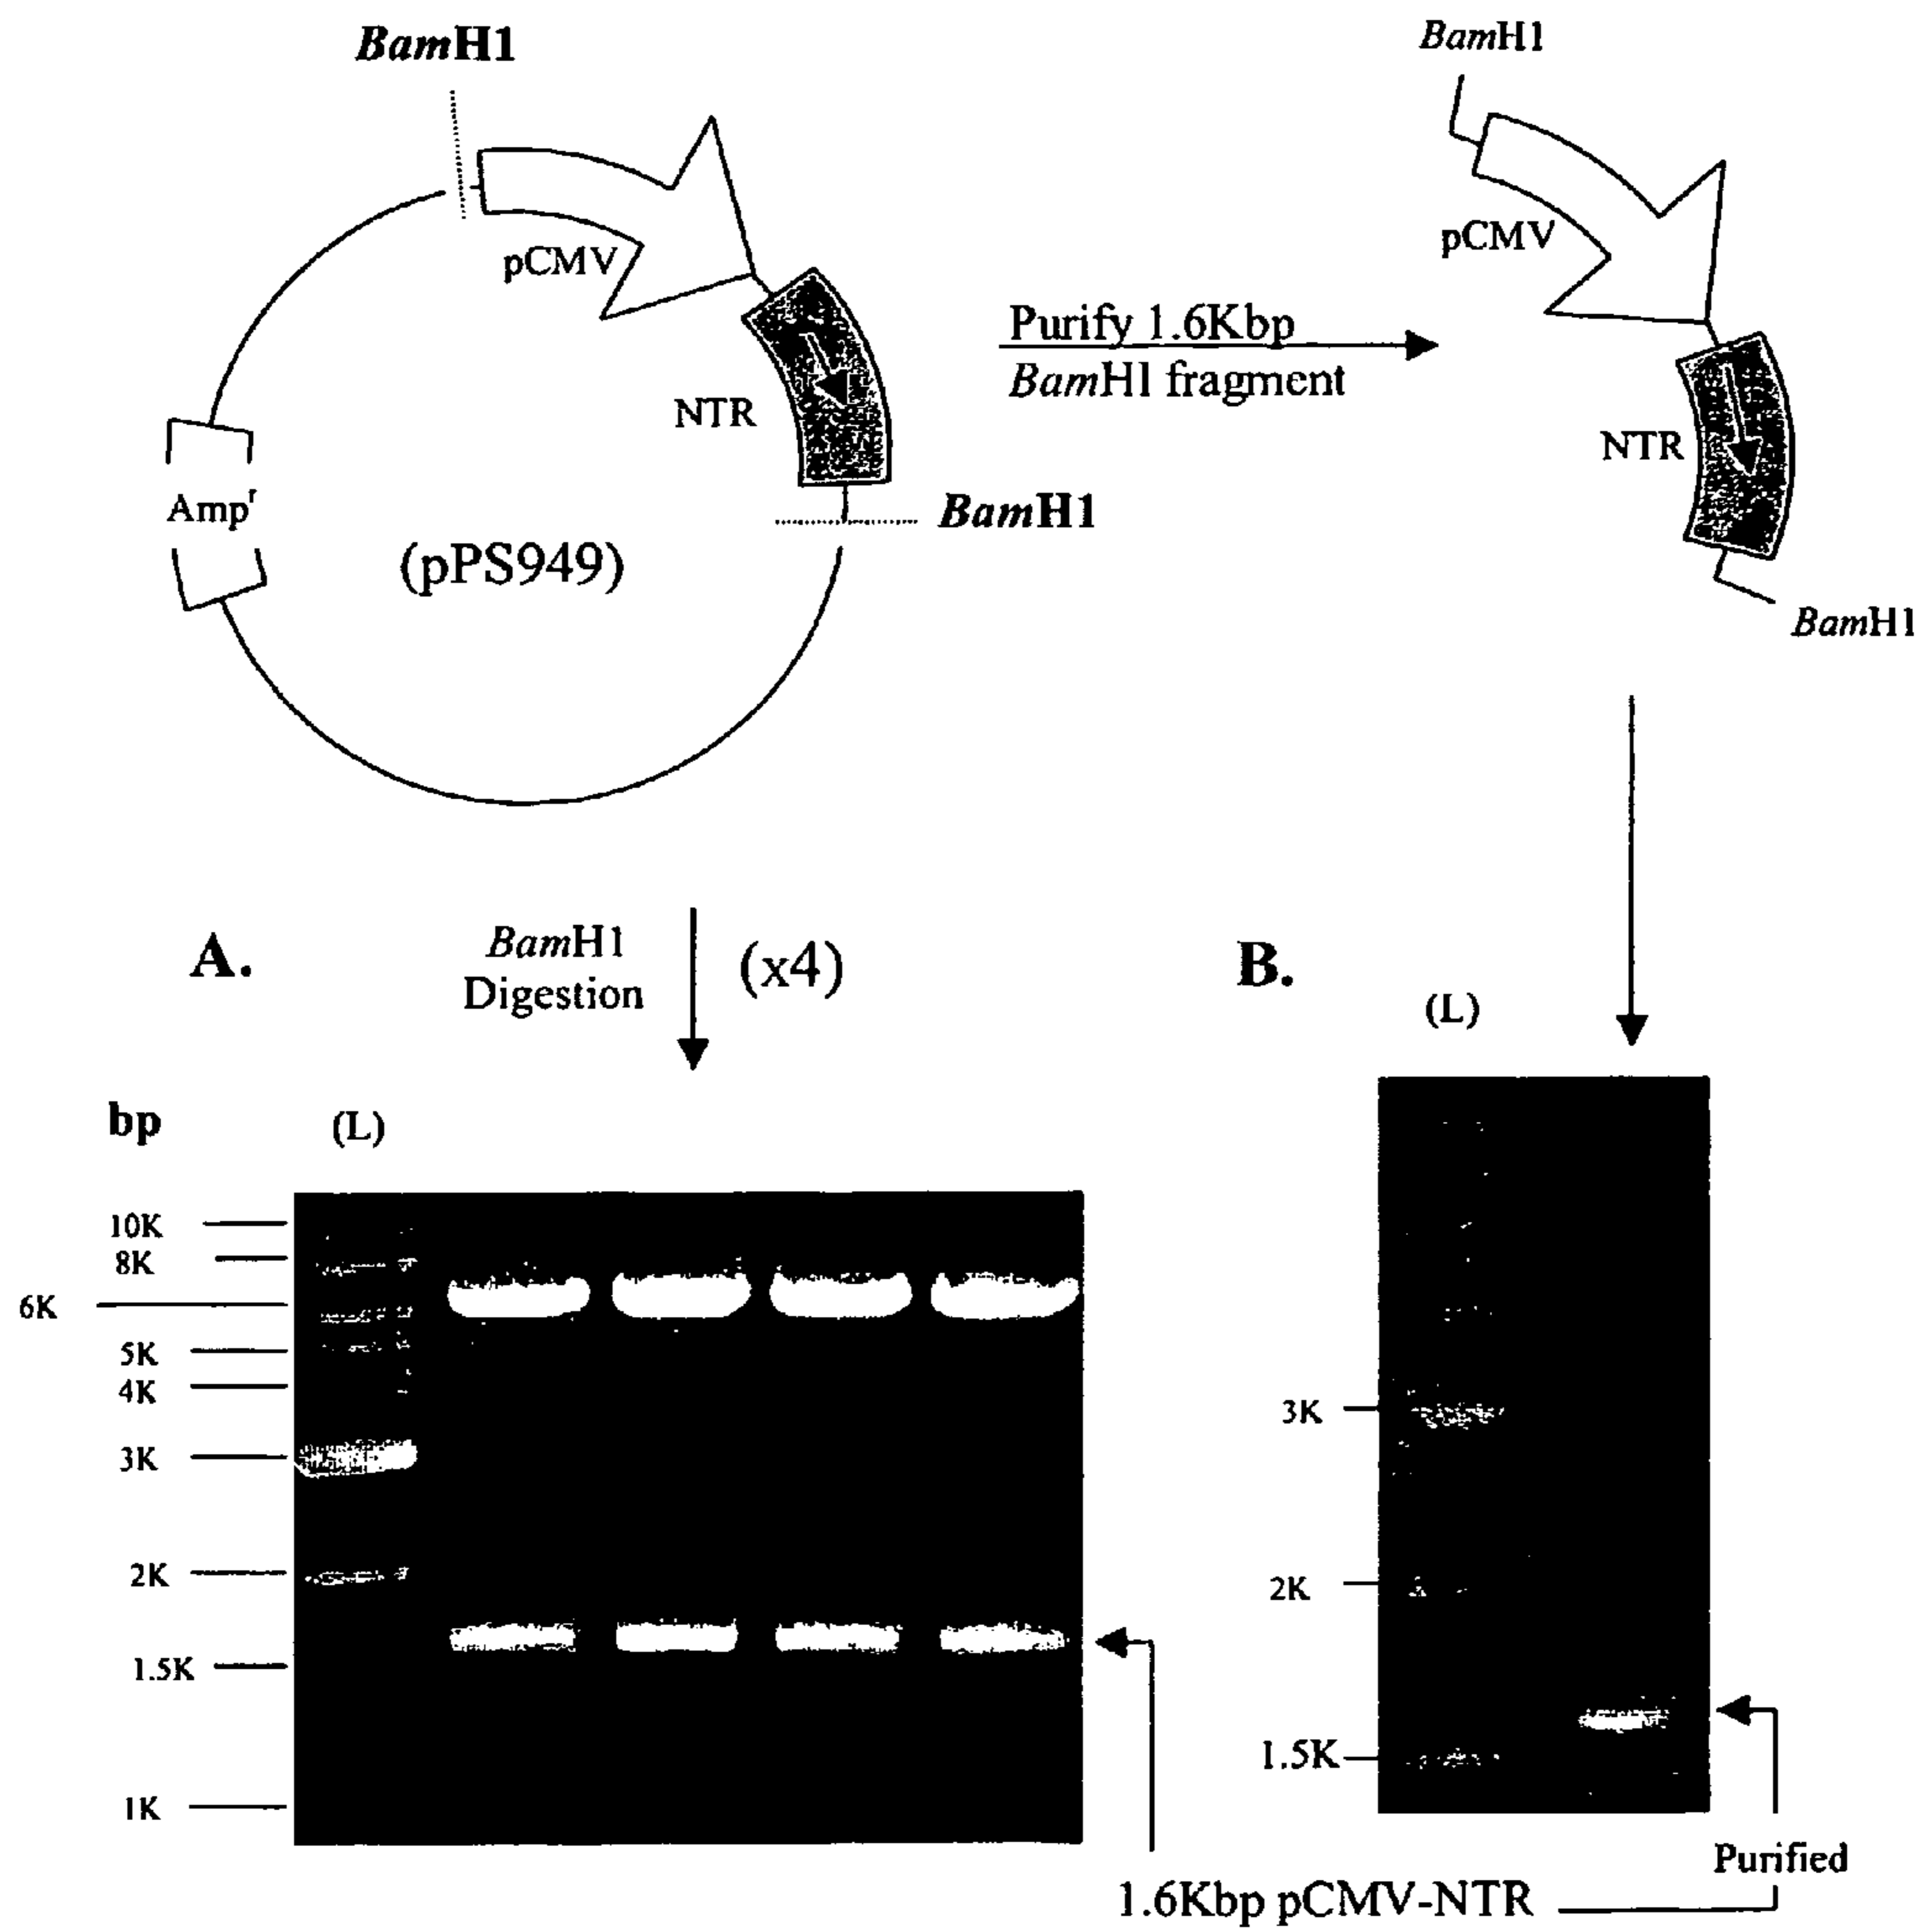 BamH1
BamH1
pCMV
pCMV
Purify 1.6Kbp
BamH1 fragment
NTR
NTR
Amp^r
BamH1
(pPS949)
BamH1
A.
BamH1
Digestion
(x4)
B.
(L)
bp
(L)
10K
8K
6K
5K
4K
3K
2K
1.5K
1K
3K
2K
1.5K
Purified
1.6Kbp pCMV-NTR